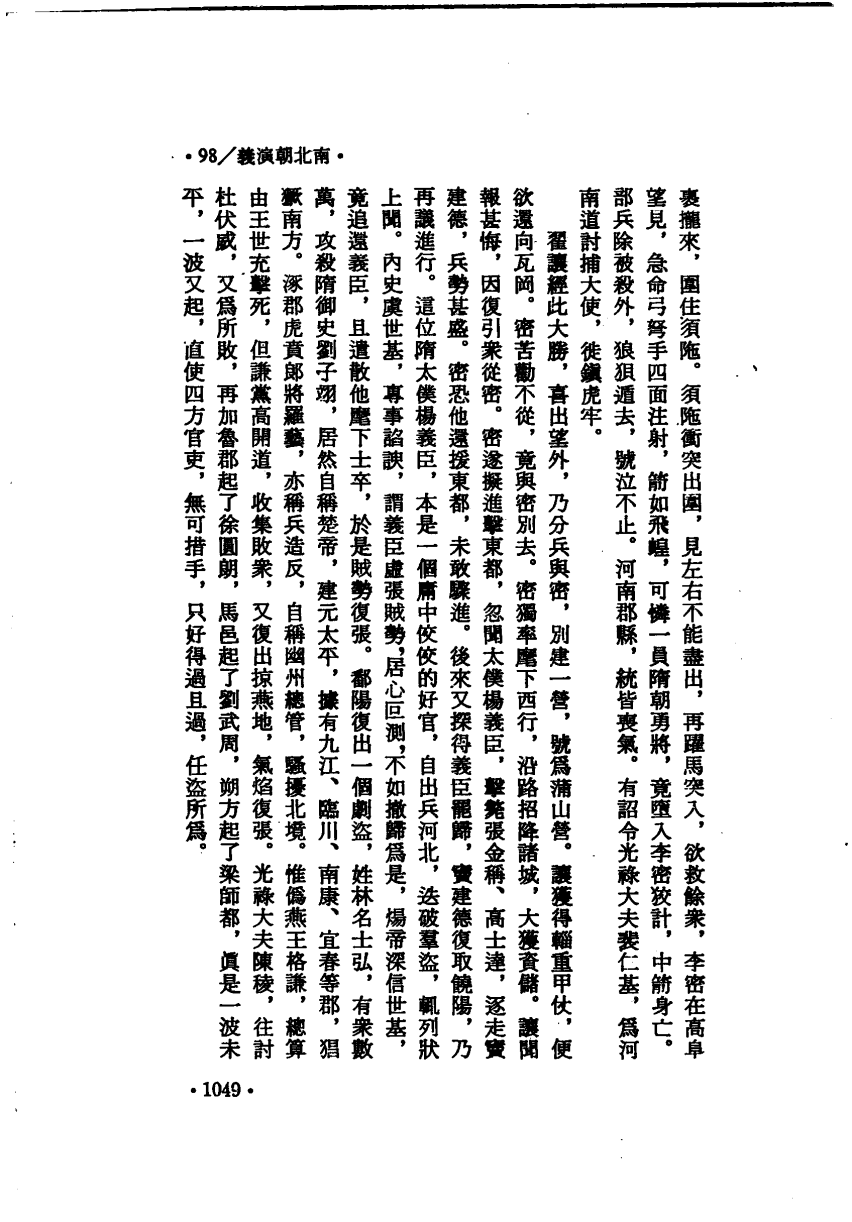 •98/義演朝北南•
裹攏來，圍住須陁。須陁衝突出圍，見左右不能盡出，再躍馬突入，欲救餘衆，李密在高阜
望見，急命弓弩手四面注射，箭如飛蝗，可憐一員隋朝勇將，竟墮入李密狡計，中箭身亡。
部兵除被殺外，狼狽遁去，號泣不止。河南郡縣，統皆喪氣。有詔令光祿大夫裴仁基，爲河
南道討捕大使，徙鎭虎牢。
翟讓經此大勝，喜出望外，乃分兵與密，別建一營，號爲蒲山營。讓獲得輜重甲仗，便
欲還向瓦岡。密苦勸不從，竟與密別去。密獨率麾下西行，沿路招降諸城，大獲資儲。讓聞
報甚悔，因復引衆從密。密遂擬進擊東都，忽聞太僕楊義臣，擊斃張金稱、高士達，逐走竇
建德，兵勢甚盛。密恐他還援東都，未敢驟進。後來又探得義臣罷歸，竇建德復取饒陽，乃
再議進行。這位隋太僕楊義臣，本是一個庸中佼佼的好官，自出兵河北，迭破羣盜，輒列狀
上聞。內史虞世基，專事諂諛，謂義臣虛張賊勢，居心叵測，不如撤歸爲是，煬帝深信世基，
竟追還義臣，且遣散他麾下士卒，於是賊勢復張。鄱陽復出一個劇盜，姓林名士弘，有衆數
萬，攻殺隋御史劉子翊，居然自稱楚帝，建元太平，據有九江、臨川、南康、宜春等郡，猖
獗南方。涿郡虎賁郎將羅藝，亦稱兵造反，自稱幽州總管，騷擾北境。惟僞燕王格謙，總算
由王世充擊死，但謙黨高開道，收集敗衆，又復出掠燕地，氣焰復張。光祿大夫陳稜，往討
杜伏威，又爲所敗，再加魯郡起了徐圓朗，馬邑起了劉武周，朔方起了梁師都，眞是一波未
平，一波又起，直使四方官吏，無可措手，只好得過且過，任盜所爲。
•1049•